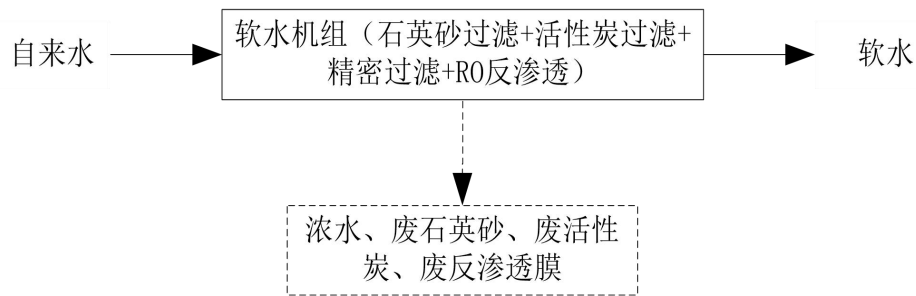 自来水
软水机组（石英砂过滤+活性炭过滤+
精密过滤+RO反渗透）
软水
浓水、废石英砂、废活性
炭、废反渗透膜